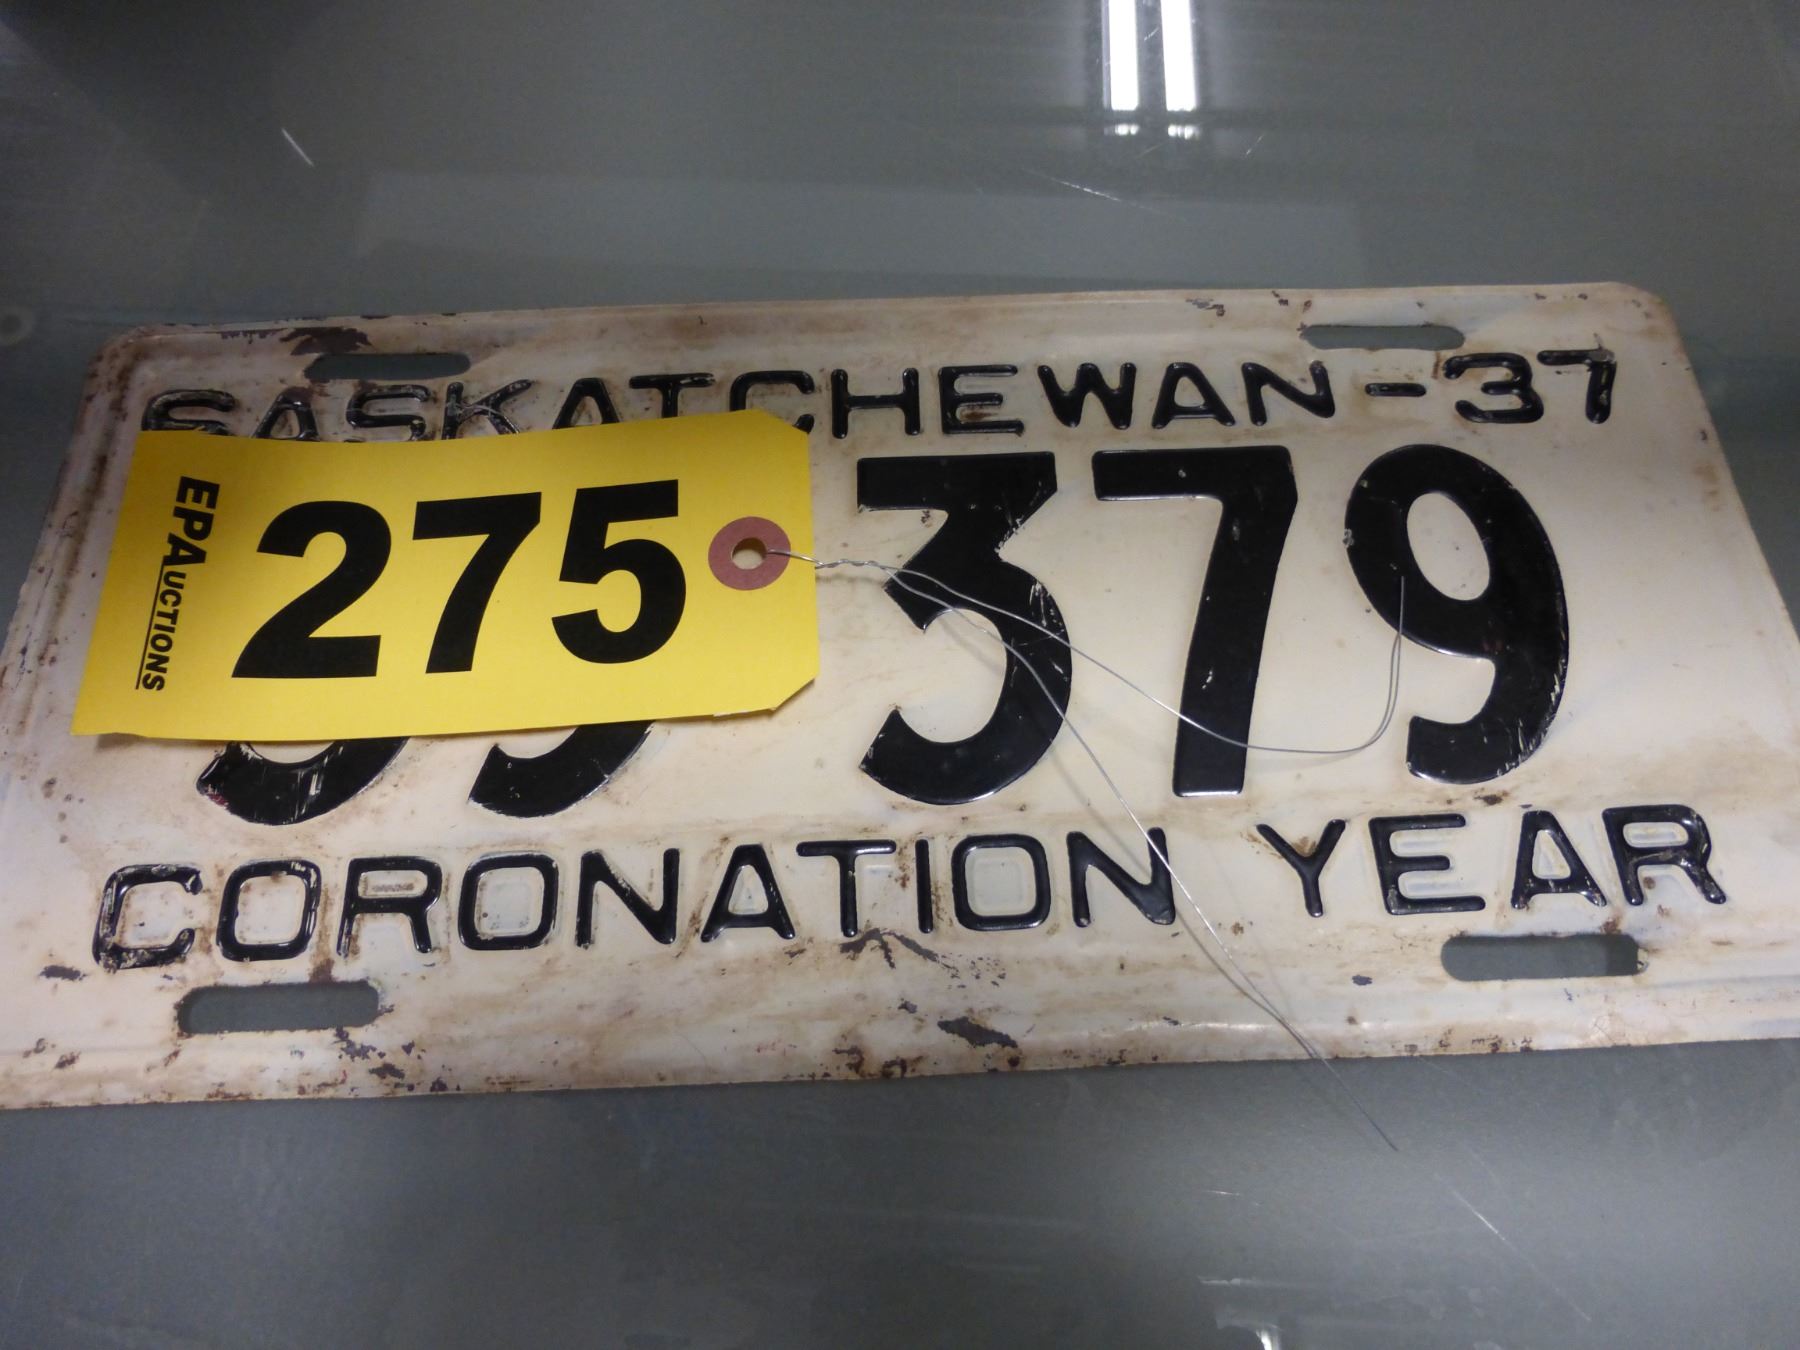 SASKATCHEWAN-37
EPAUCTIONS
275
379
CORONATION YEAR